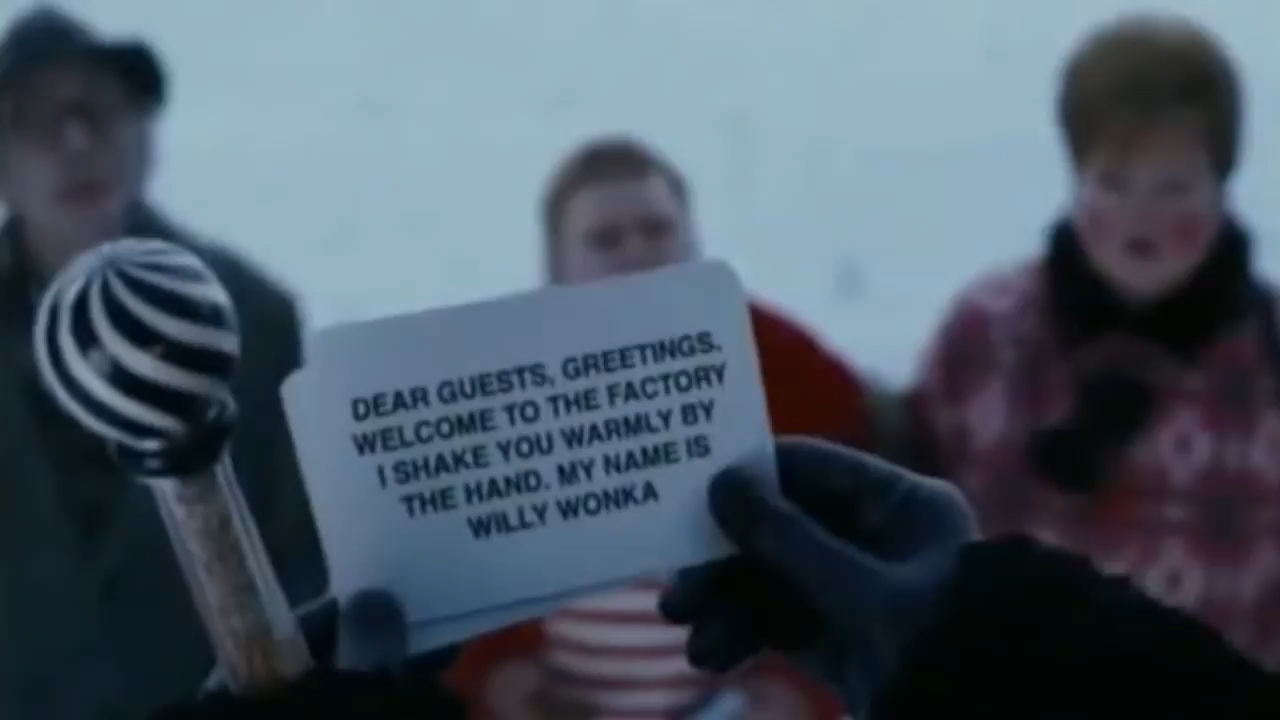 DEAR GUESTS, GREETINGS.
WELCOME TO THE FACTORY
I SHAKE YOU WARMLY BY
THE HAND. MY NAME IS
WILLY WONKA